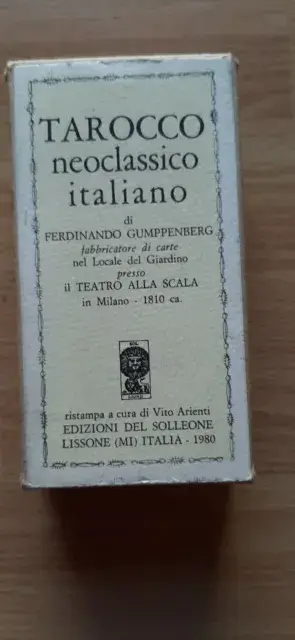 TAROCCO
neoclassico
italiano
di
FERDINANDO GUMPPENBERG
fabbricatore di carte
nel Locale del Giardino
presso
il TEATRO ALLA SCALA
in Milano - 1810 ca.
SOL
ristampa a cura di Vito Arienti
EDIZIONI DEL SOLLEONE
LISSONE (MI) ITALIA - 1980